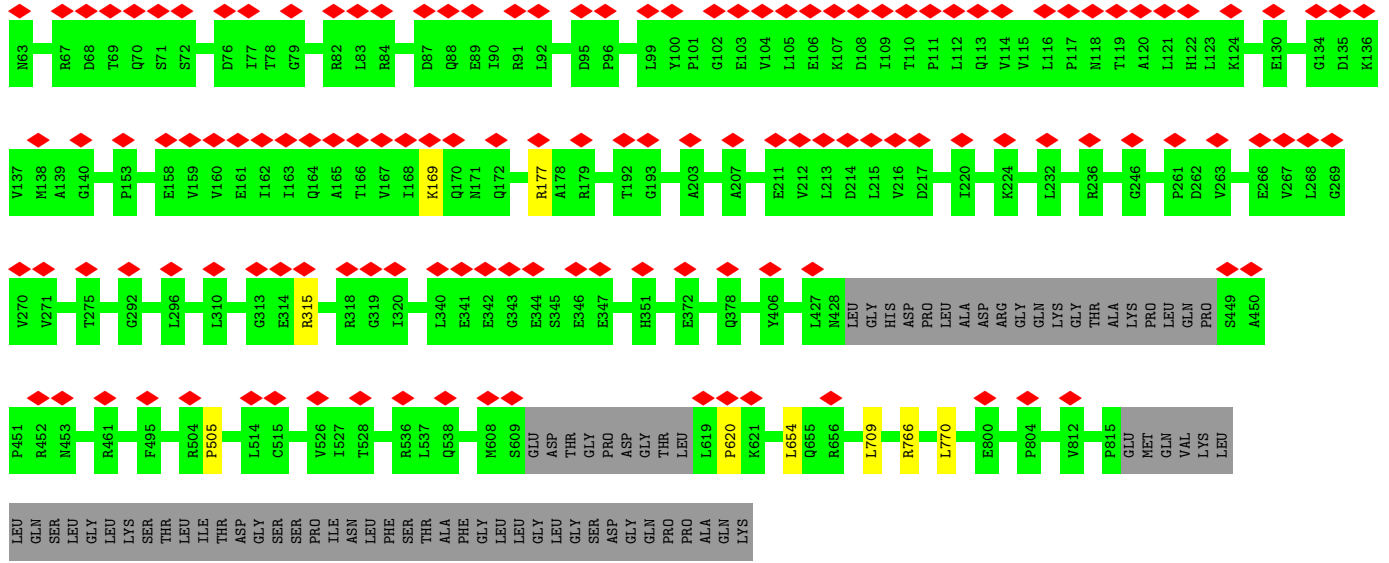 N63 R67 D68 T69 Q70 S71 S72 D76 I77 T78 G79 R82 L83 R84 D87 Q88 E89 I90 R91 L92 D95 P96 L99 Y100 P101 G102 E103 V104 L105 E106 K107 D108 I109 T110 P111 L112 Q113 V114 V115 L116 P117 N118 T119 A120 L121 H122 L123 K124 E130 G134 D135 K136
V137 M138 A139 G140 P153 E158 V159 V160 E161 I162 I163 Q164 A165 T166 V167 I168 K169 Q170 N171 Q172 R177 A178 R179 T192 G193 A203 A207 E211 V212 L213 D214 L215 V216 D217 I220 K224 L232 R236 G246 P261 D262 V263 E266 V267 L268 G269
V270 V271 T275 G292 L296 L310 G313 E314 R315 R318 G319 I320 L340 E341 E342 G343 E344 S345 E346 E347 H351 E372 Q378 Y406 L427 N428 LEU GLY HIS ASP PRO LEU ALA ASP ARG GLY GLN LYS GLY THR ALA LYS PRO LEU GLN PRO S449 A450
P451 R452 N453 R461 F495 R504 P505 L514 C515 V526 I527 T528 R536 L537 Q538 M608 S609 GLU ASP THR GLY PRO ASP GLY THR LEU L619 P620 K621 L654 Q655 R656 L709 R766 L770 E800 P804 V812 P815 GLU MET GLN VAL LYS LEU
LEU GLN SER LEU GLY LEU LYS SER THR LEU ILE THR ASP GLY SER SER PRO ILE ASN LEU PHE SER THR ALA PHE GLY LEU LEU GLY LEU GLY SER ASP GLY GLN PRO PRO ALA GLN LYS